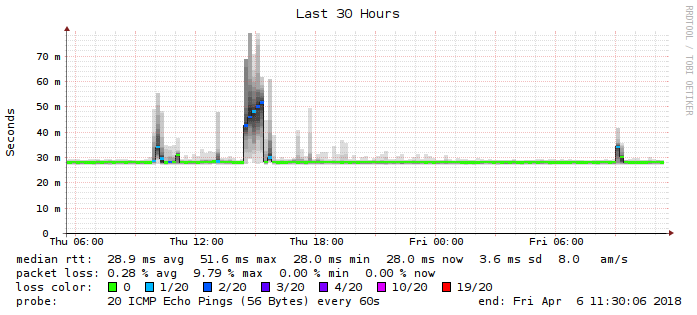 Last 30 Hours
RRDTOOL / TOBI OETIKER
Seconds
70 m
60 m
50 m
40 m
30 m
20 m
10 m
0
Thu 06:00 Thu 12:00 Thu 18:00 Fri 00:00 Fri 06:00
median rtt: 28.9 ms avg 51.6 ms max 28.0 ms min 28.0 ms now 3.6 ms sd 8.0 am/s
packet loss: 0.28 % avg 9.79 % max 0.00 % min 0.00 % now
loss color: 0 1/20 2/20 3/20 4/20 10/20 19/20
probe: 20 ICMP Echo Pings (56 Bytes) every 60s end: Fri Apr 6 11:30:06 2018